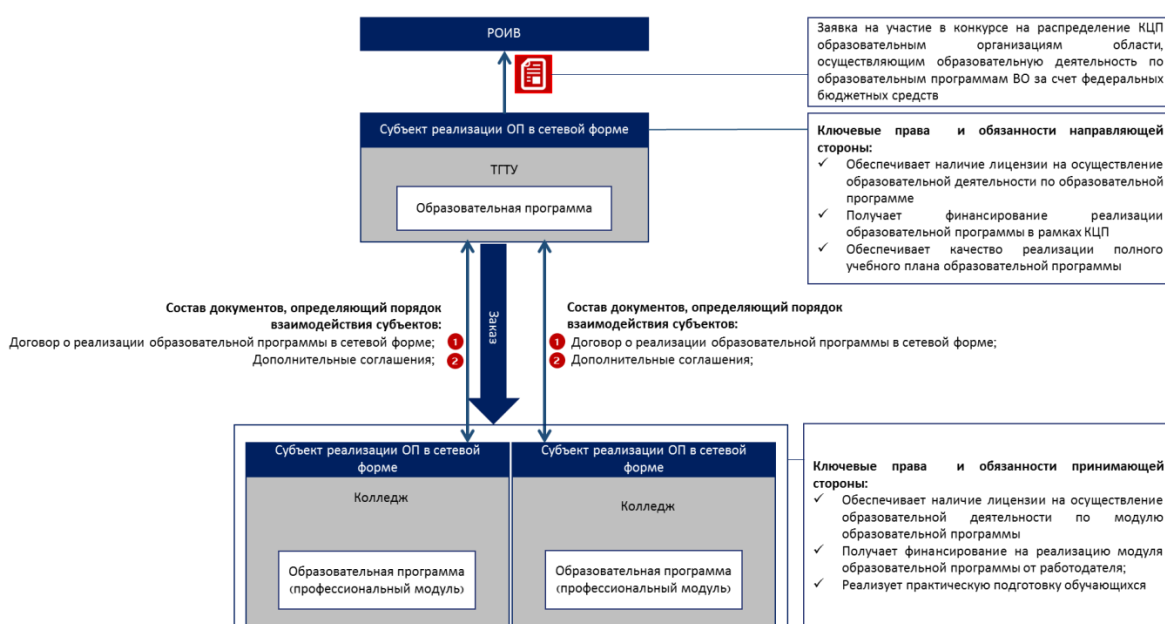 РОИВ
Заявка на участие в конкурсе на распределение КЦП
образовательным организациям области,
осуществляющим образовательную деятельность по
образовательным программам ВО за счет федеральных
бюджетных средств
Субъект реализации ОП в сетевой форме
ТГТУ
Образовательная программа
Ключевые права и обязанности направляющей
стороны:
✓ Обеспечивает наличие лицензии на осуществление
образовательной деятельности по образовательной
программе
✓ Получает финансирование реализации
образовательной программы в рамках КЦП
✓ Обеспечивает качество реализации полного
учебного плана образовательной программы
Состав документов, определяющий порядок
взаимодействия субъектов:
Договор о реализации образовательной программы в сетевой форме; 1
Дополнительные соглашения; 2
Заказ
Состав документов, определяющий порядок
взаимодействия субъектов:
1 Договор о реализации образовательной программы в сетевой форме;
2 Дополнительные соглашения;
Субъект реализации ОП в сетевой
форме
Колледж
Образовательная программа
(профессиональный модуль)
Субъект реализации ОП в сетевой
форме
Колледж
Образовательная программа
(профессиональный модуль)
Ключевые права и обязанности принимающей
стороны:
✓ Обеспечивает наличие лицензии на осуществление
образовательной деятельности по модулю
образовательной программы
✓ Получает финансирование на реализацию модуля
образовательной программы от работодателя;
✓ Реализует практическую подготовку обучающихся